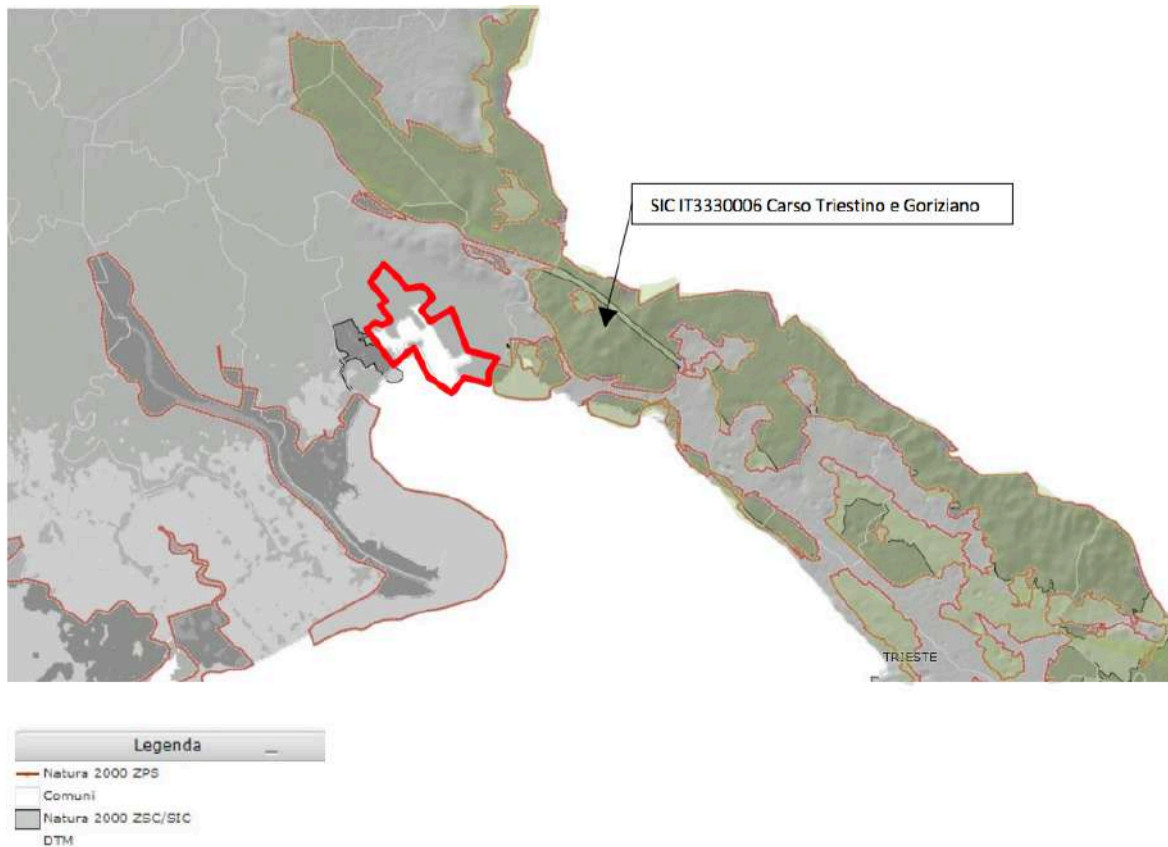 SIC IT3330006 Carso Triestino e Goriziano
TRIESTE
Legenda
Natura 2000 ZPS
Comuni
Natura 2000 ZSC/SIC
DTM